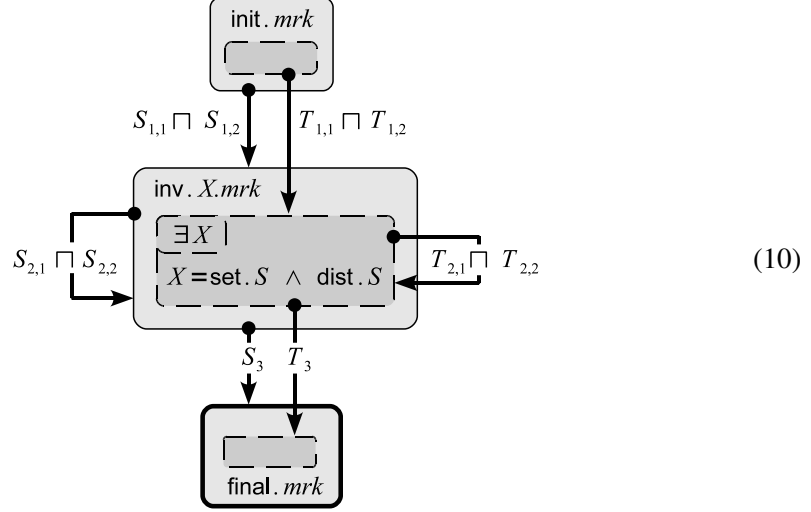 init.mrk
S₁,₁ ⊓ S₁,₂ T₁,₁ ⊓ T₁,₂
inv.X.mrk
∃X
S₂,₁ ⊓ S₂,₂ X=set.S ∧ dist.S T₂,₁ ⊓ T₂,₂ (10)
S₃ T₃
final.mrk